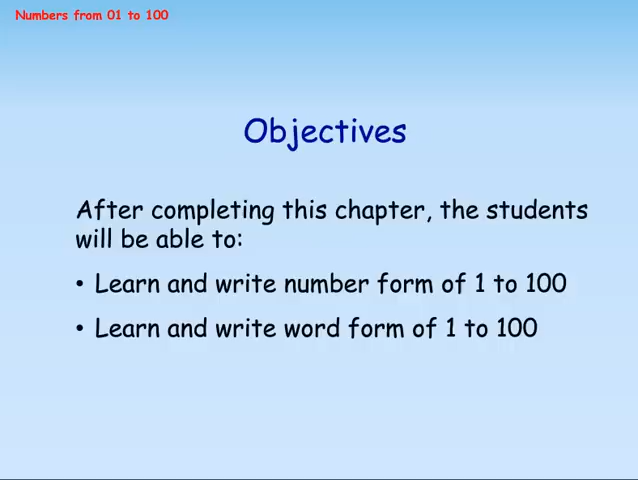 Numbers from 01 to 100
Objectives
After completing this chapter, the students
will be able to:
• Learn and write number form of 1 to 100
• Learn and write word form of 1 to 100